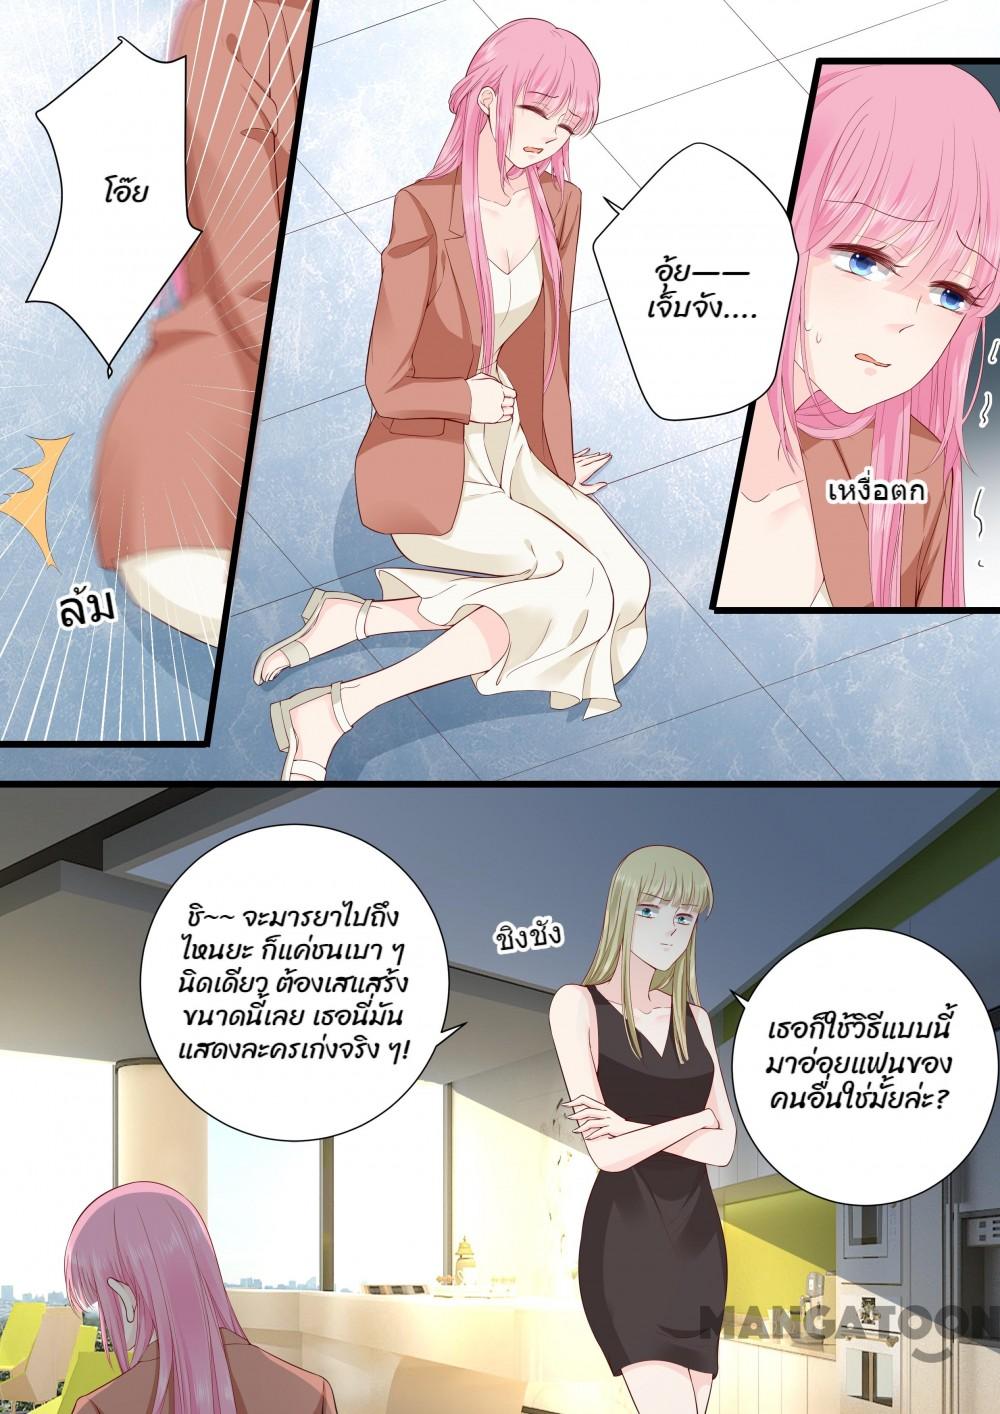 โอ๊ย
ล้ม
อุ้ย——
เจ็บจัง....
เหงื่อตก
ชิ~~ จะมารยาไปถึง
ไหนยะ ก็แค่ชนเบา ๆ
นิดเดียว ต้องเสแสร้ง
ขนาดนี้เลย เธอนี่มัน
แสดงละครเก่งจริง ๆ!
ชิงชัง
เธอก็ใช้วิธีแบบนี้
มาอ่อยแฟนของ
คนอื่นใช่มั้ยล่ะ?
MANGATOON